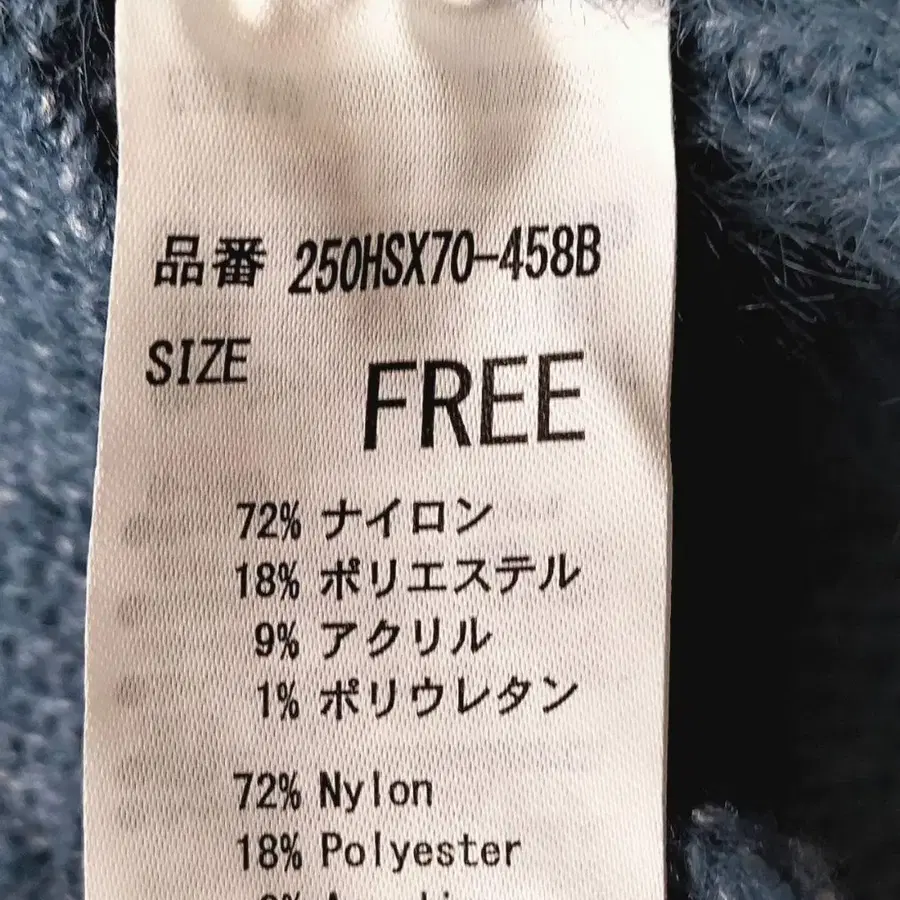 品番 250HSX70-458B
SIZE FREE
72% ナイロン
18% ポリエステル
9% アクリル
1% ポリウレタン
72% Nylon
18% Polyester